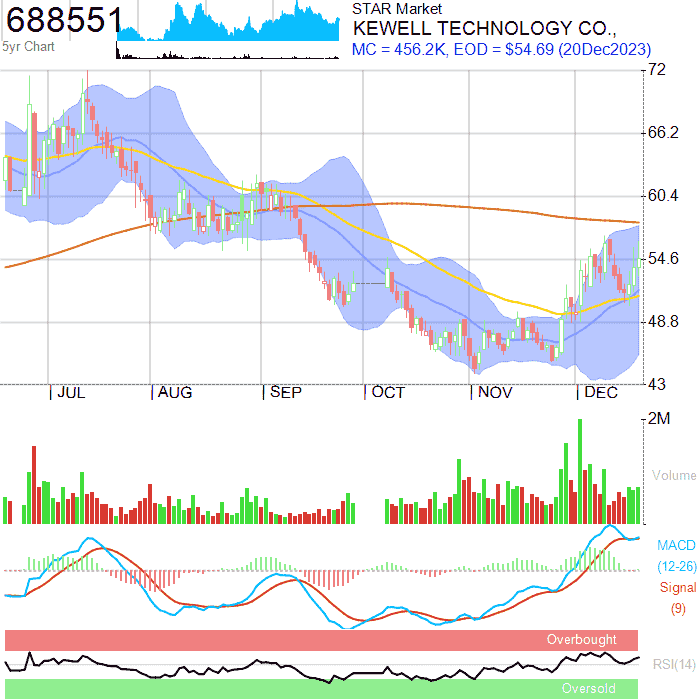 688551
5yr Chart
STAR Market
KEWELL TECHNOLOGY CO.,
MC = 456.2K, EOD = $54.69 (20Dec2023)
72
66.2
60.4
54.6
48.8
43
JUL AUG SEP OCT NOV DEC
2M
Volume
MACD
(12-26)
Signal
(9)
Overbought
RSI(14)
Oversold